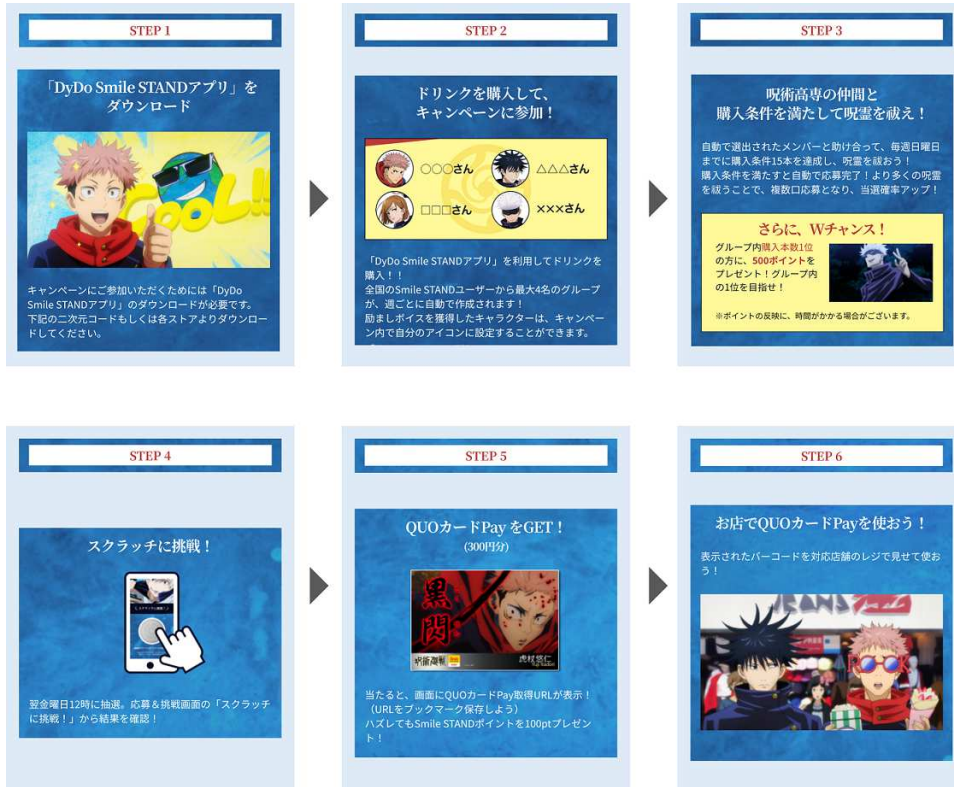 STEP 1
「DyDo Smile STANDアプリ」を
ダウンロード
COOL!!
キャンペーンにご参加いただくためには「DyDo
Smile STANDアプリ」のダウンロードが必要です。
下記の二次元コードもしくは各ストアよりダウンロー
ドしてください。
STEP 2
ドリンクを購入して、
キャンペーンに参加！
○○○さん
△△△さん
□□□さん
×××さん
「DyDo Smile STANDアプリ」を利用してドリンクを
購入！！
全国のSmile STANDユーザーから最大4名のグループ
が、週ごとに自動で作成されます！
励ましボイスを獲得したキャラクターは、キャンペー
ン内で自分のアイコンに設定することができます。
STEP 3
呪術高専の仲間と
購入条件を満たして呪霊を祓え！
自動で選出されたメンバーと助け合って、毎週日曜日
までに購入条件15本を達成し、呪霊を祓おう！
購入条件を満たすと自動で応募完了！より多くの呪霊
を祓うことで、複数口応募となり、当選確率アップ！
さらに、Wチャンス！
グループ内購入本数1位
の方に、500ポイントを
プレゼント！グループ内
の1位を目指せ！
※ポイントの反映に、時間がかかる場合がございます。
STEP 4
スクラッチに挑戦！
翌金曜日12時に抽選。応募＆挑戦画面の「スクラッチ
に挑戦！」から結果を確認！
STEP 5
QUOカードPay をGET！
(300円分)
黒閃
呪術廻戦
虎杖悠仁
当たると、画面にQUOカードPay取得URLが表示！
（URLをブックマーク保存しよう）
ハズレてもSmile STANDポイントを100ptプレゼン
ト！
STEP 6
お店でQUOカードPayを使おう！
表示されたバーコードを対応店舗のレジで見せて使お
う！